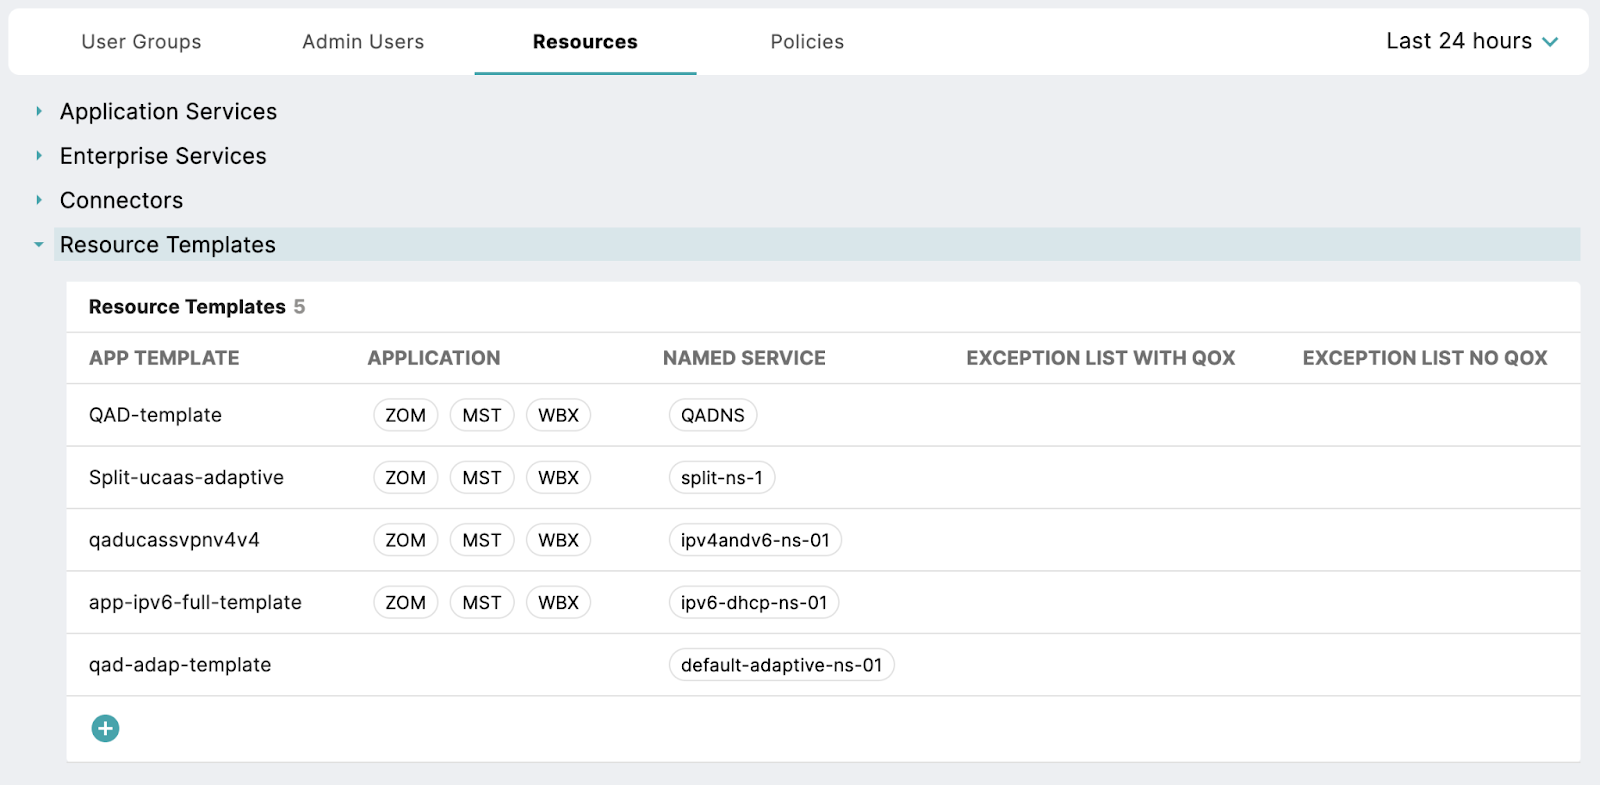 User Groups Admin Users Resources Policies Last 24 hours
Application Services
Enterprise Services
Connectors
Resource Templates
Resource Templates 5
APP TEMPLATE APPLICATION NAMED SERVICE EXCEPTION LIST WITH QOX EXCEPTION LIST NO QOX
QAD-template ZOM MST WBX QADNS
Split-ucaas-adaptive ZOM MST WBX split-ns-1
qaducassvpnv4v4 ZOM MST WBX ipv4andv6-ns-01
app-ipv6-full-template ZOM MST WBX ipv6-dhcp-ns-01
qad-adap-template default-adaptive-ns-01